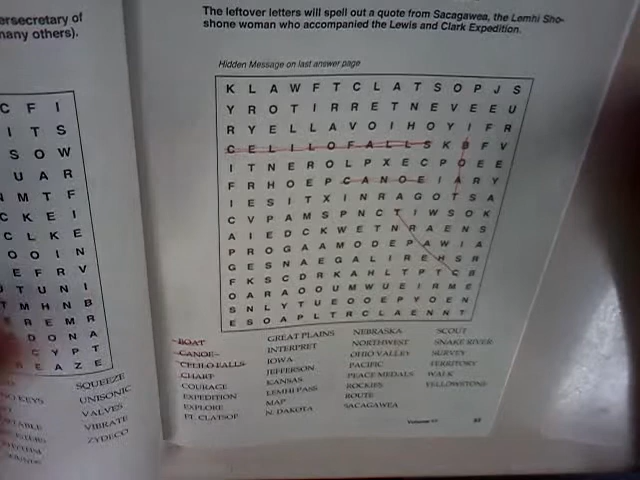 ersecretary of
many others).
The leftover letters will spell out a quote from Sacagawea, the Lemhi Sho-
shone woman who accompanied the Lewis and Clark Expedition.
Hidden Message on last answer page
K L A W F T C L A T S O P J S
Y R O T I R R E T N E V E E U
R Y E L L A V O I H O Y I F R
C E L I L O F A L L S K B F V
I T N E R O L P X E C P O E E
F R H O E P C A N O E I A R Y
I E S I T X I N R A G O T S A
C V P A M S P N C T I W S O K
A I E D C K W E T N R A E N S
P R O G A A M O D E P A W I A
G E S N A E G A L I R E H S R
F K S C D R K A H L T P T C B
O A R A O O U M W U E I R M E
S N L Y T U E O O E P Y O E N
E S O A P L T R C L A E N N T
C F I
I T S
S O W
U A R
M T F
C K E I
C L K E
O O I N
E F R V
T U N I
T M H N B
R E M R
D O N A
C Y P T
E A Z E
SQUEEZE
UNISONIC
VALVES
VIBRATE
ZYDECO
SO KEYS
BOAT
CANOE
CELILO FALLS
CHART
COURAGE
EXPEDITION
EXPLORE
FT. CLATSOP
GREAT PLAINS
INTERPRET
IOWA
JEFFERSON
KANSAS
LEMHI PASS
MAP
N. DAKOTA
NEBRASKA
NORTHWEST
OHIO VALLEY
PACIFIC
PEACE MEDALS
ROCKIES
ROUTE
SACAGAWEA
SCOUT
SNAKE RIVER
SURVEY
TERRITORY
WALK
YELLOWSTONE